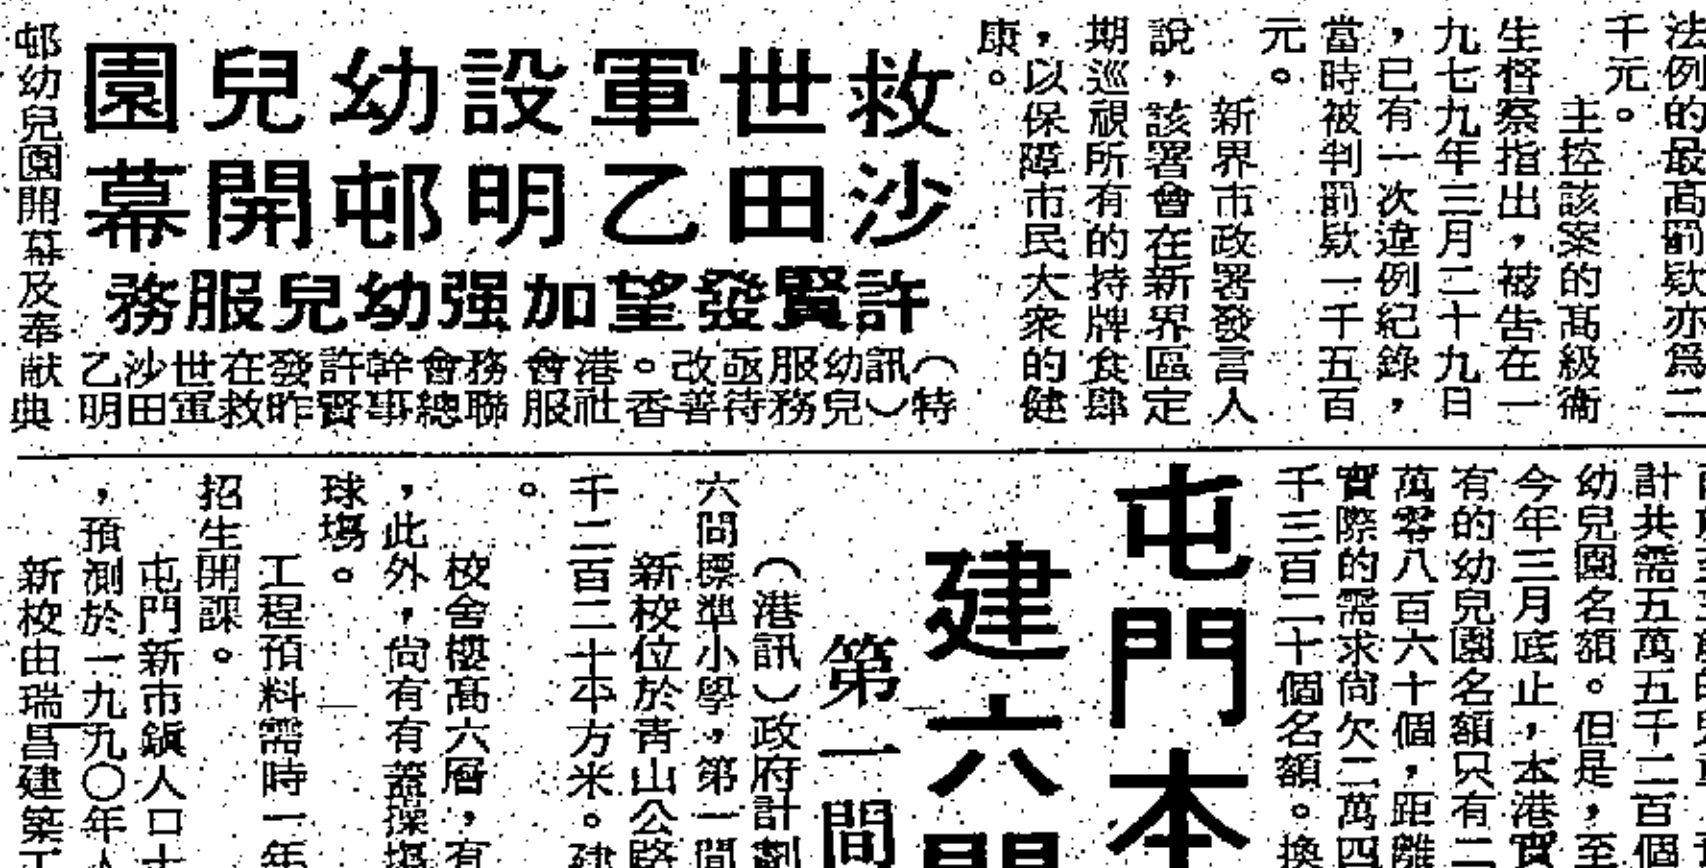 法例的最高罰欵亦爲二
千元。
主控該案的高級衞
生督察指出，被告在一
九七九年三月二十九日
，已有一次違例紀錄，
當時被判罰欵一千五百
元。
新界市政署發言人
說，該署會在新界區定
期巡視所有的持牌食肆
，以保障市民大衆的健
康。
救世軍設幼兒園
沙田乙明邨開幕
許賢發望加强幼兒服務
（特
訊）
幼兒
服務
亟待
改善
。香
港社
會服
務聯
會總
幹事
許賢
發昨
在救
世軍
沙田
乙明
邨幼兒園開幕及奉献典
計共需五萬五千二百個
幼兒園名額。但是，至
今年三月底止，本港實
有的幼兒園名額只有二
萬零八百六十個，距離
實際的需求尚欠二萬四
千三百二十個名額。換
屯門本
建六間
第一間
（港訊）政府計劃
六間標準小學，第一間
新校位於青山公路
千二百二十平方米。建
。
校舍樓高六層，有
，此外，尚有有蓋操塲
球塲。
工程預料需時一年
招生開課。
屯門新市鎮人口十
，預測於一九九〇年人
新校由瑞昌建築工